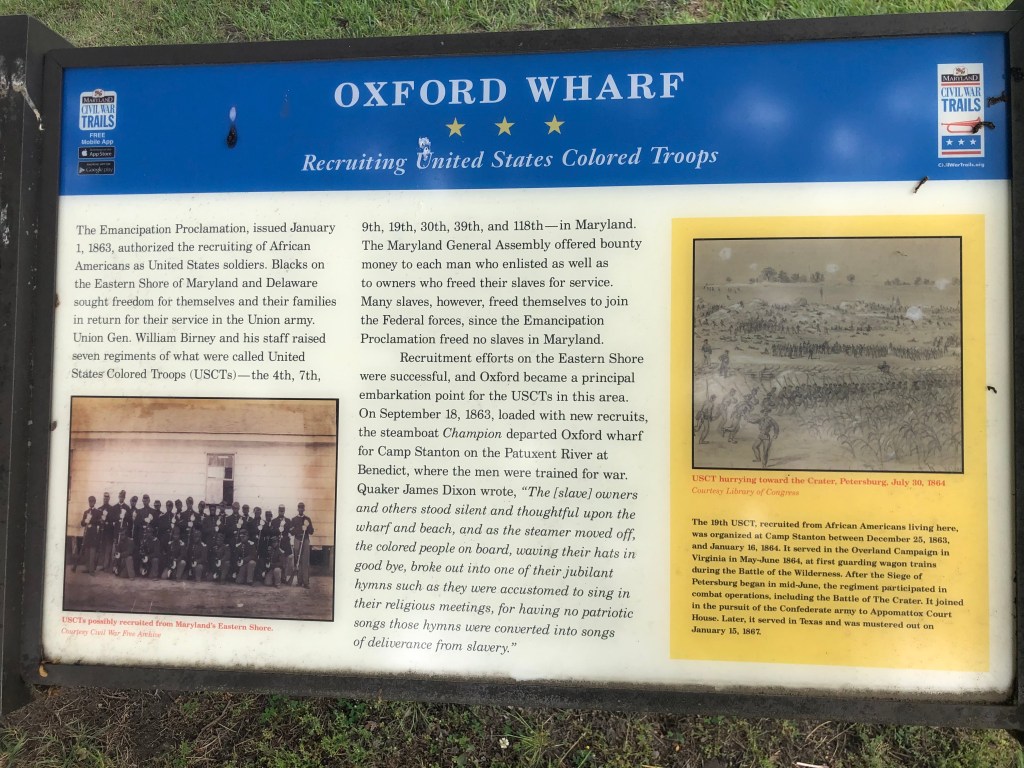 OXFORD WHARF
Recruiting United States Colored Troops
MARYLAND
CIVIL WAR
TRAILS
FREE
Mobile App
App Store
Google play
MARYLAND
CIVIL WAR
TRAILS
CivilWarTrails.org
The Emancipation Proclamation, issued January
1, 1863, authorized the recruiting of African
Americans as United States soldiers. Blacks on
the Eastern Shore of Maryland and Delaware
sought freedom for themselves and their families
in return for their service in the Union army.
Union Gen. William Birney and his staff raised
seven regiments of what were called United
States Colored Troops (USCTs)—the 4th, 7th,
USCTs possibly recruited from Maryland's Eastern Shore.
Courtesy Civil War Fine Archive
9th, 19th, 30th, 39th, and 118th—in Maryland.
The Maryland General Assembly offered bounty
money to each man who enlisted as well as
to owners who freed their slaves for service.
Many slaves, however, freed themselves to join
the Federal forces, since the Emancipation
Proclamation freed no slaves in Maryland.
Recruitment efforts on the Eastern Shore
were successful, and Oxford became a principal
embarkation point for the USCTs in this area.
On September 18, 1863, loaded with new recruits,
the steamboat Champion departed Oxford wharf
for Camp Stanton on the Patuxent River at
Benedict, where the men were trained for war.
Quaker James Dixon wrote, "The [slave] owners
and others stood silent and thoughtful upon the
wharf and beach, and as the steamer moved off,
the colored people on board, waving their hats in
good bye, broke out into one of their jubilant
hymns such as they were accustomed to sing in
their religious meetings, for having no patriotic
songs those hymns were converted into songs
of deliverance from slavery."
USCT hurrying toward the Crater, Petersburg, July 30, 1864
Courtesy Library of Congress
The 19th USCT, recruited from African Americans living here,
was organized at Camp Stanton between December 25, 1863,
and January 16, 1864. It served in the Overland Campaign in
Virginia in May-June 1864, at first guarding wagon trains
during the Battle of the Wilderness. After the Siege of
Petersburg began in mid-June, the regiment participated in
combat operations, including the Battle of The Crater. It joined
in the pursuit of the Confederate army to Appomattox Court
House. Later, it served in Texas and was mustered out on
January 15, 1867.